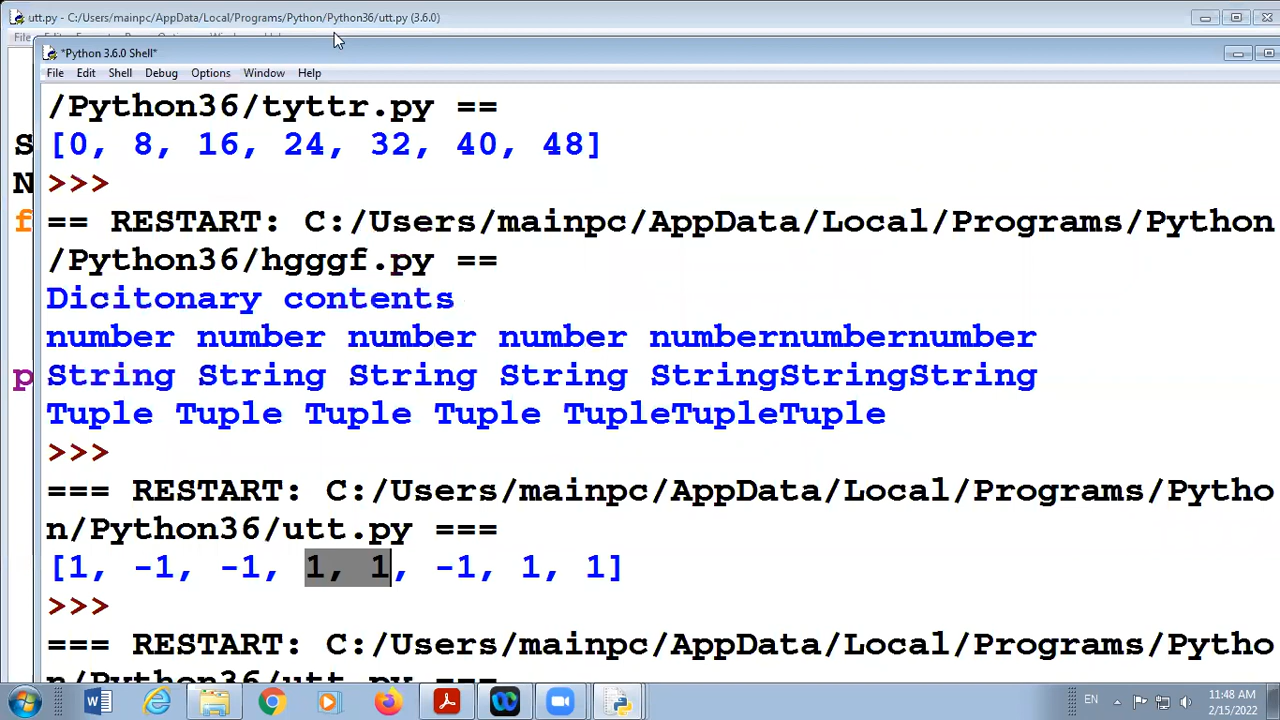 utt.py - C:/Users/mainpc/AppData/Local/Programs/Python/Python36/utt.py (3.6.0)
*Python 3.6.0 Shell*
File Edit Shell Debug Options Window Help
/Python36/tyttr.py ==
[0, 8, 16, 24, 32, 40, 48]
>>>
== RESTART: C:/Users/mainpc/AppData/Local/Programs/Python
/Python36/hgggf.py ==
Dicitonary contents
number number number number numbernumbernumber
String String String String StringStringString
Tuple Tuple Tuple Tuple TupleTupleTuple
>>>
=== RESTART: C:/Users/mainpc/AppData/Local/Programs/Pytho
n/Python36/utt.py ===
[1, -1, -1, 1, 1, -1, 1, 1]
>>>
=== RESTART: C:/Users/mainpc/AppData/Local/Programs/Pytho
n/Python36/utt.py ===
S
N
f
p
EN
11:48 AM
2/15/2022